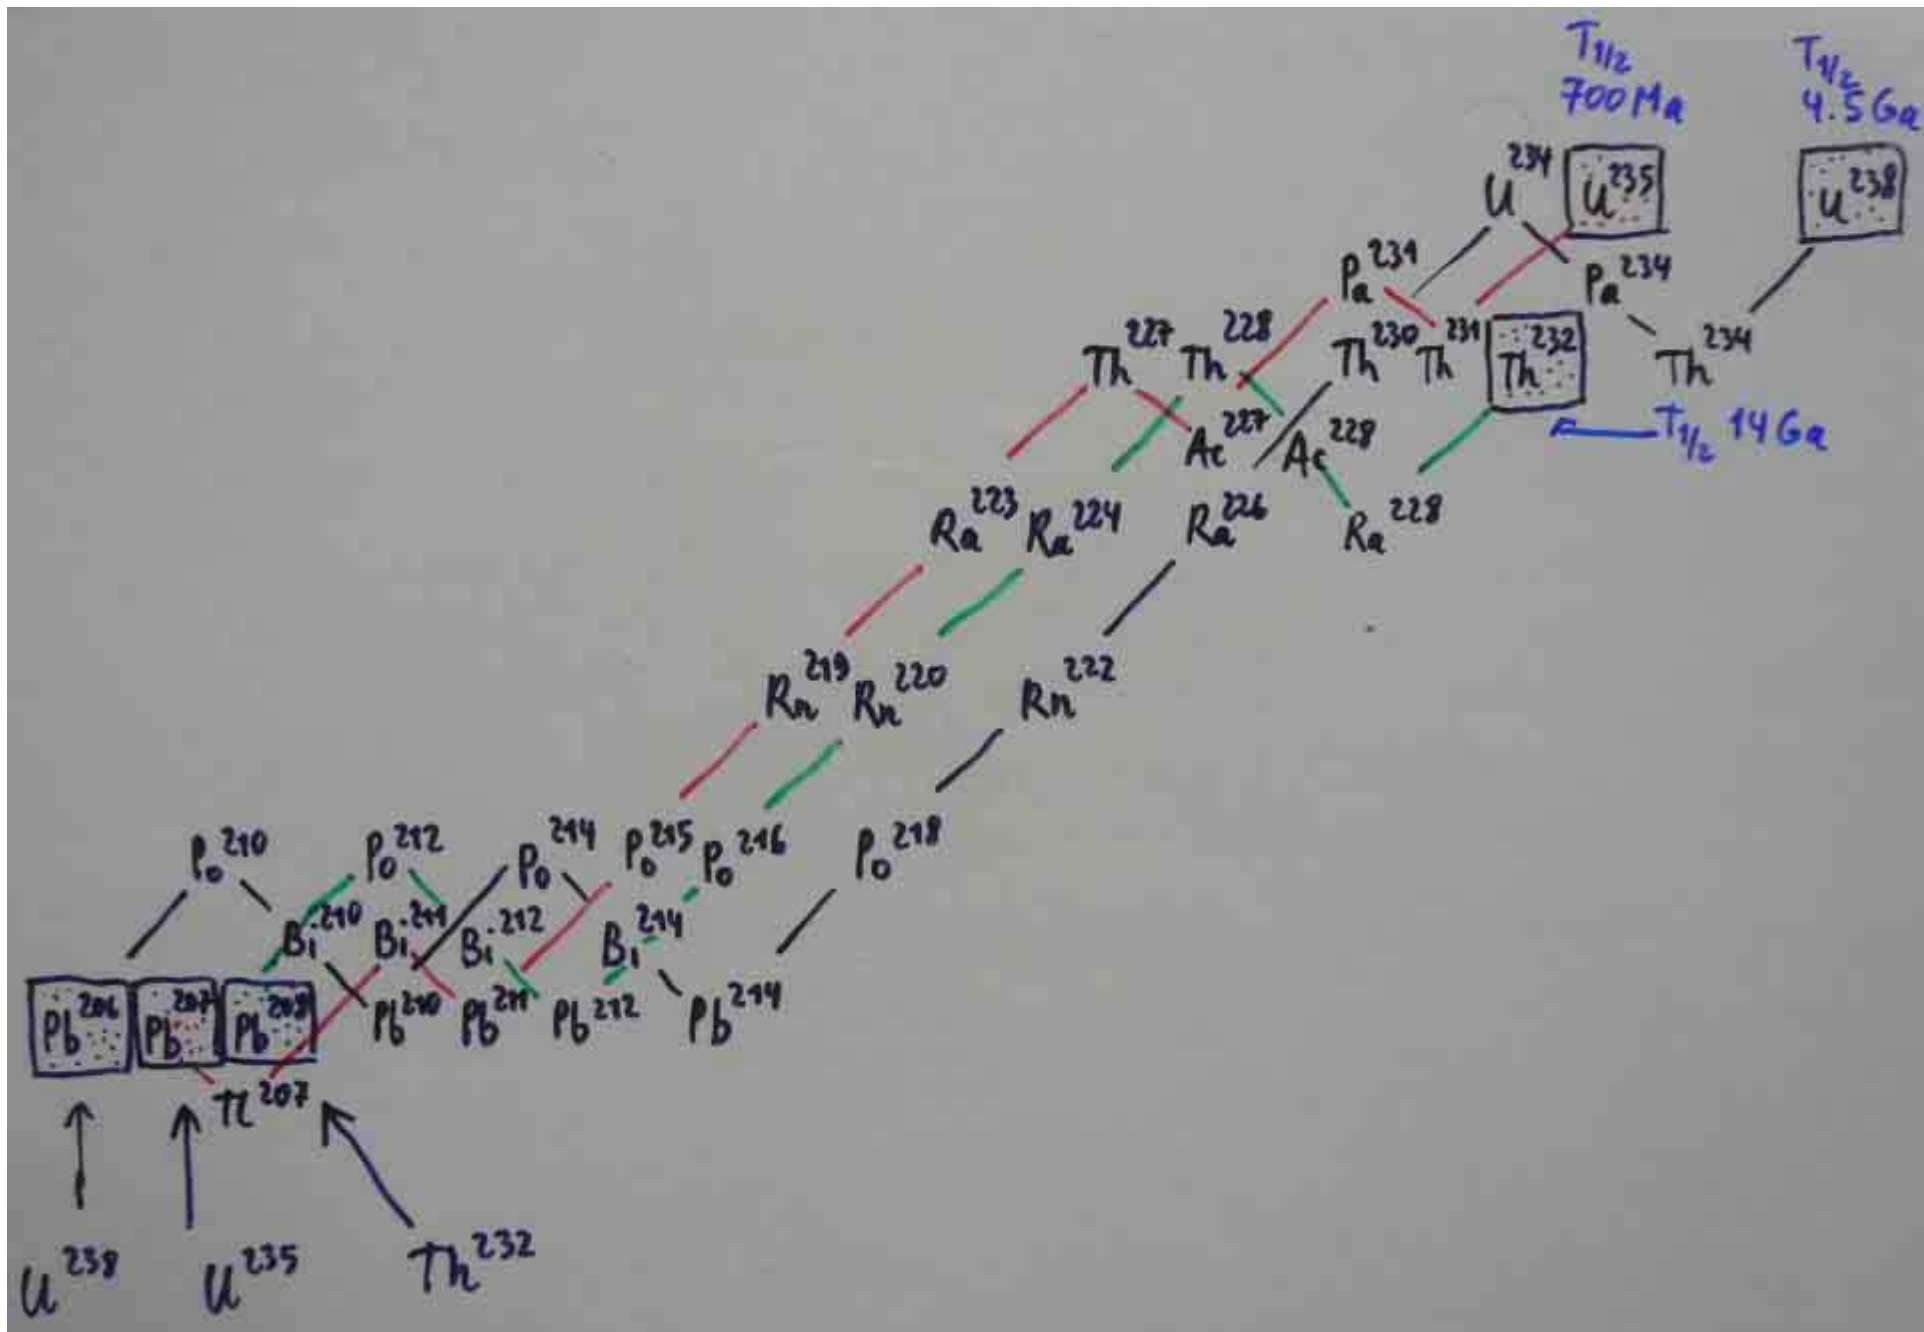 T1/2
700 Ma
T1/2
4.5 Ga
U234 U235 U238
Pa231 Pa234
Th227 Th228 Th230 Th231 Th232 Th234
T1/2 14 Ga
Ac227 Ac228
Ra223 Ra224 Ra226 Ra228
Rn219 Rn220 Rn222
Po210 Po212 Po214 Po215 Po216 Po218
Bi210 Bi211 Bi212 Bi214
Pb206 Pb207 Pb208 Pb210 Pb211 Pb212 Pb214
Tl207
U238 U235 Th232